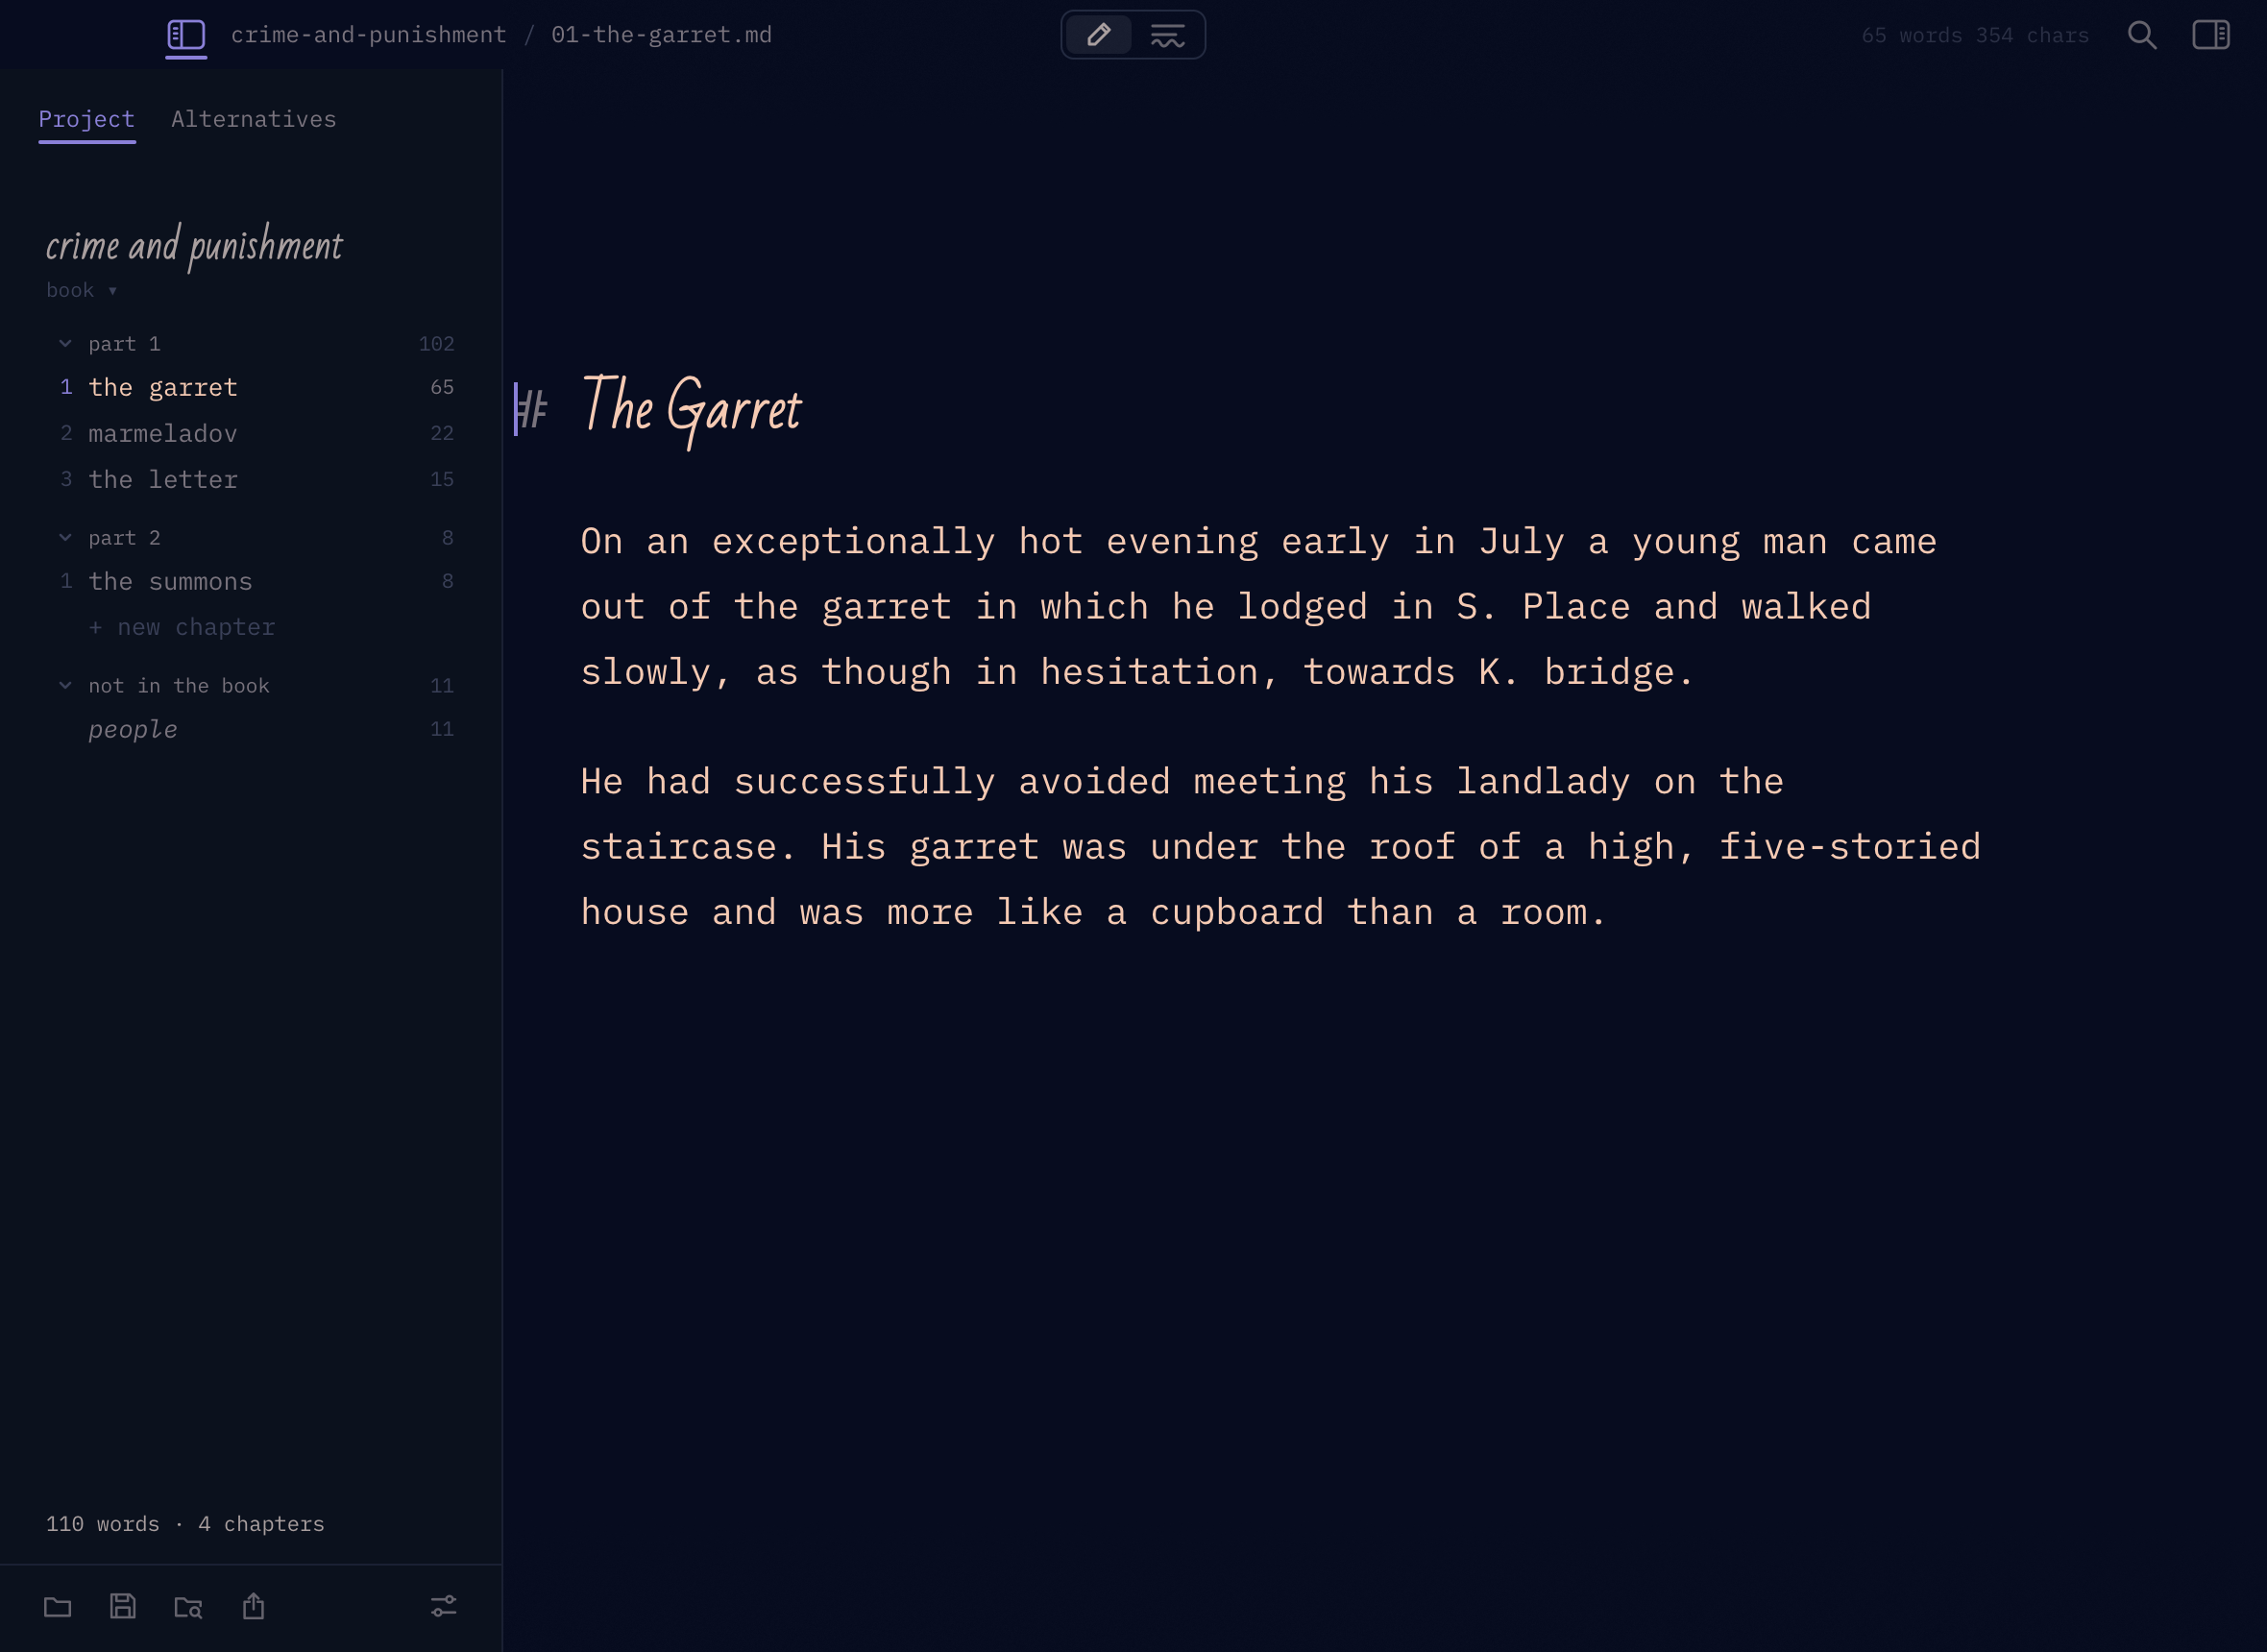 crime-and-punishment / 01-the-garret.md
65 words 354 chars
Project Alternatives
crime and punishment
book ▾
part 1 102
1 the garret 65
2 marmeladov 22
3 the letter 15
part 2 8
1 the summons 8
+ new chapter
not in the book 11
people 11
110 words · 4 chapters
# The Garret
On an exceptionally hot evening early in July a young man came
out of the garret in which he lodged in S. Place and walked
slowly, as though in hesitation, towards K. bridge.
He had successfully avoided meeting his landlady on the
staircase. His garret was under the roof of a high, five-storied
house and was more like a cupboard than a room.